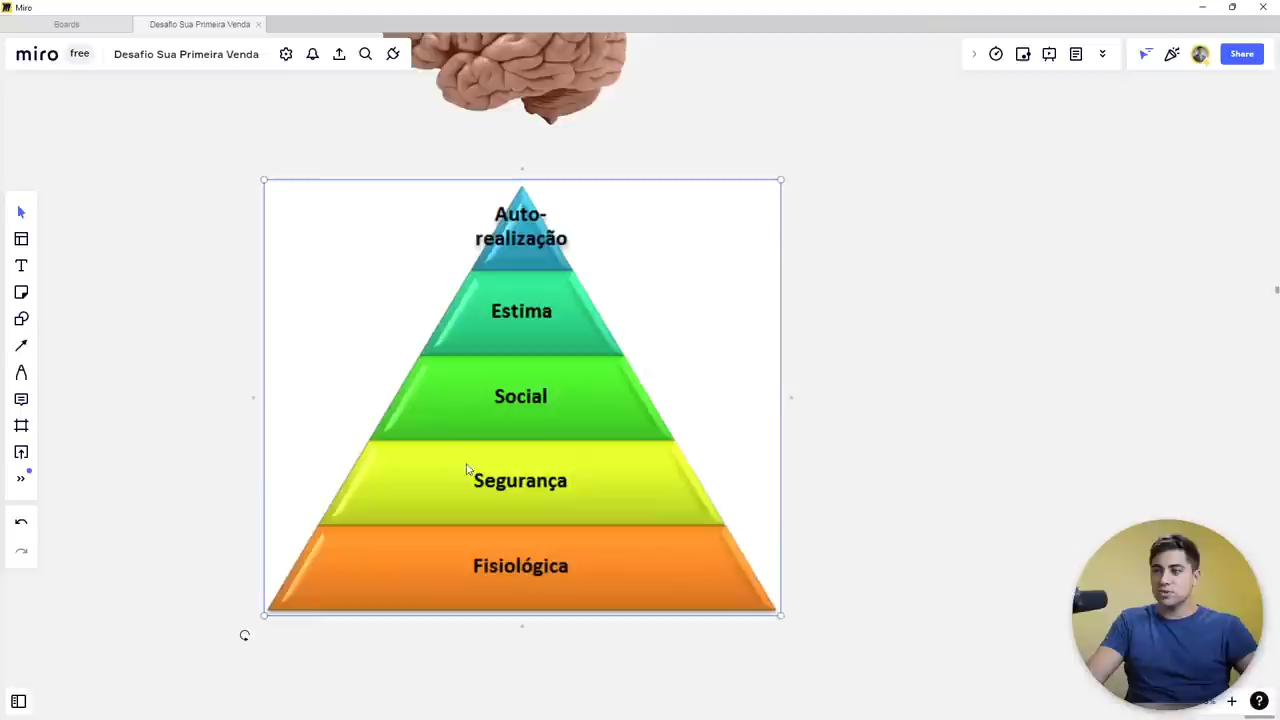 Miro
Boards
Desafio Sua Primeira Venda
miro free
Desafio Sua Primeira Venda
Share
Auto-
realização
Estima
Social
Segurança
Fisiológica